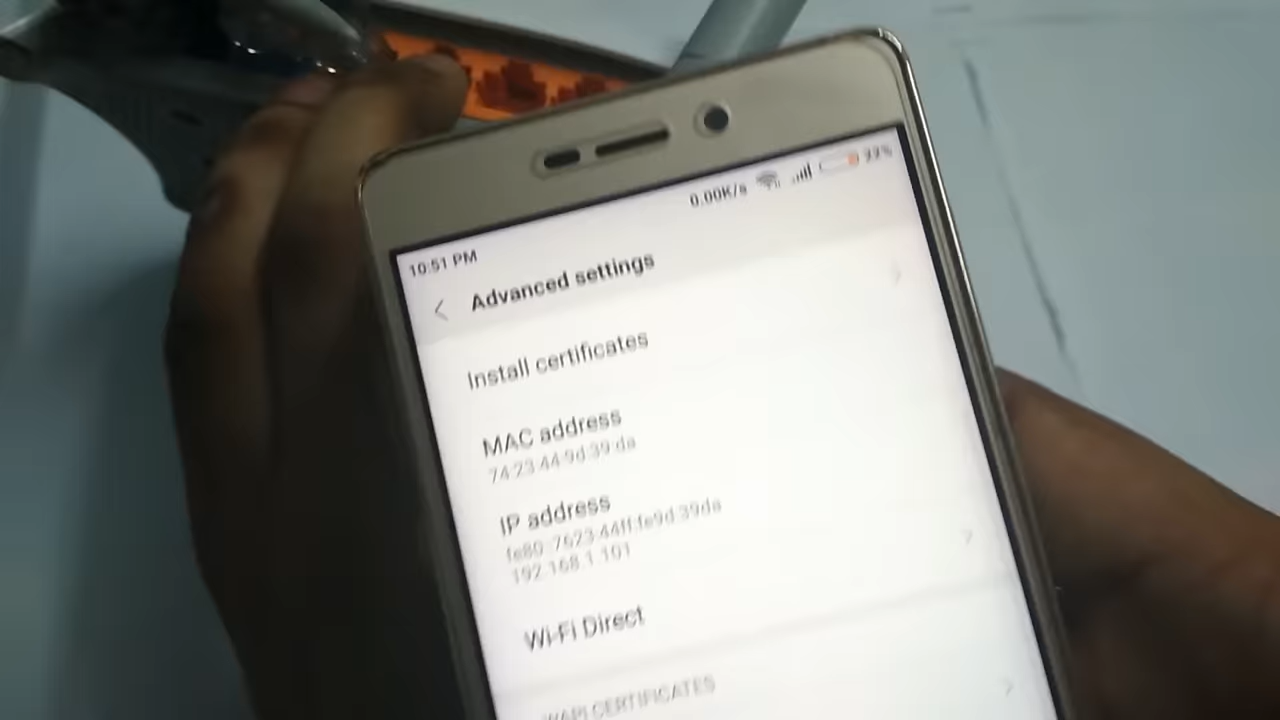 0.00K/s 33%
10:51 PM
Advanced settings
Install certificates
MAC address
74:23:44:9d:39:da
IP address
fe80::7623:44ff:fe9d:39da
192.168.1.101
Wi-Fi Direct
WAPI CERTIFICATES